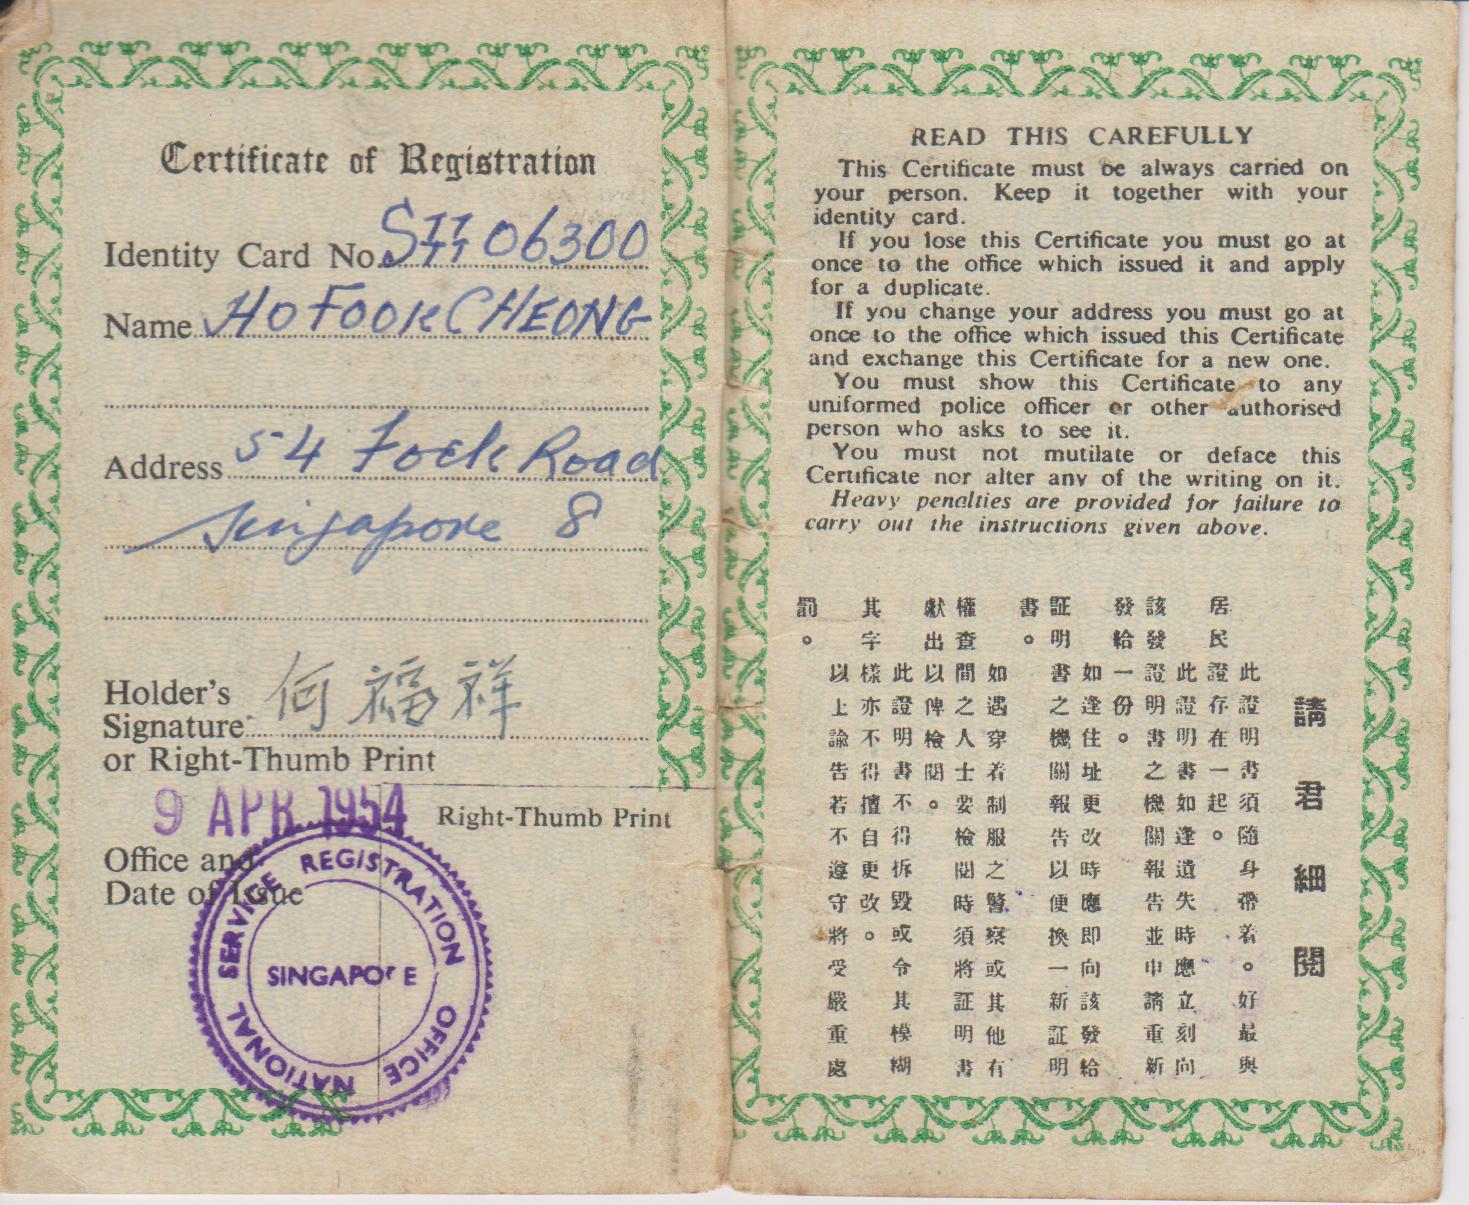 Certificate of Registration
Identity Card No. 06300
Name HO FOOK CHEONG
Address 54 Road
Singapore 8
Holder's 何福祥
Signature
or Right-Thumb Print
9 APR 1954
Right-Thumb Print
Office and
Date of Issue
NATIONAL SERVICE REGISTRATION OFFICE
SINGAPORE
READ THIS CAREFULLY
This Certificate must be always carried on
your person. Keep it together with your
identity card.
If you lose this Certificate you must go at
once to the office which issued it and apply
for a duplicate.
If you change your address you must go at
once to the office which issued this Certificate
and exchange this Certificate for a new one.
You must show this Certificate to any
uniformed police officer or other authorised
person who asks to see it.
You must not mutilate or deface this
Certificate nor alter any of the writing on it.
Heavy penalties are provided for failure to
carry out the instructions given above.
請君細閱
此證明書須隨身帶着。好最與
居民證存在一起。
此證明書如逢遺失時應立刻向
該發證明書之機關報告並申請重新
發給一份。
如逢住址更改時應即向該發給
証明書之機關報告以便換一新証明
書。
如遇穿着制服之警察或其他有
權查問之人士要檢閱時須將証明書
獻出以俾檢閱。
此證明書不得拆毀或令其模糊
其字樣亦不得擅自更改。
以上諭告若不遵守將受嚴重處
罰。